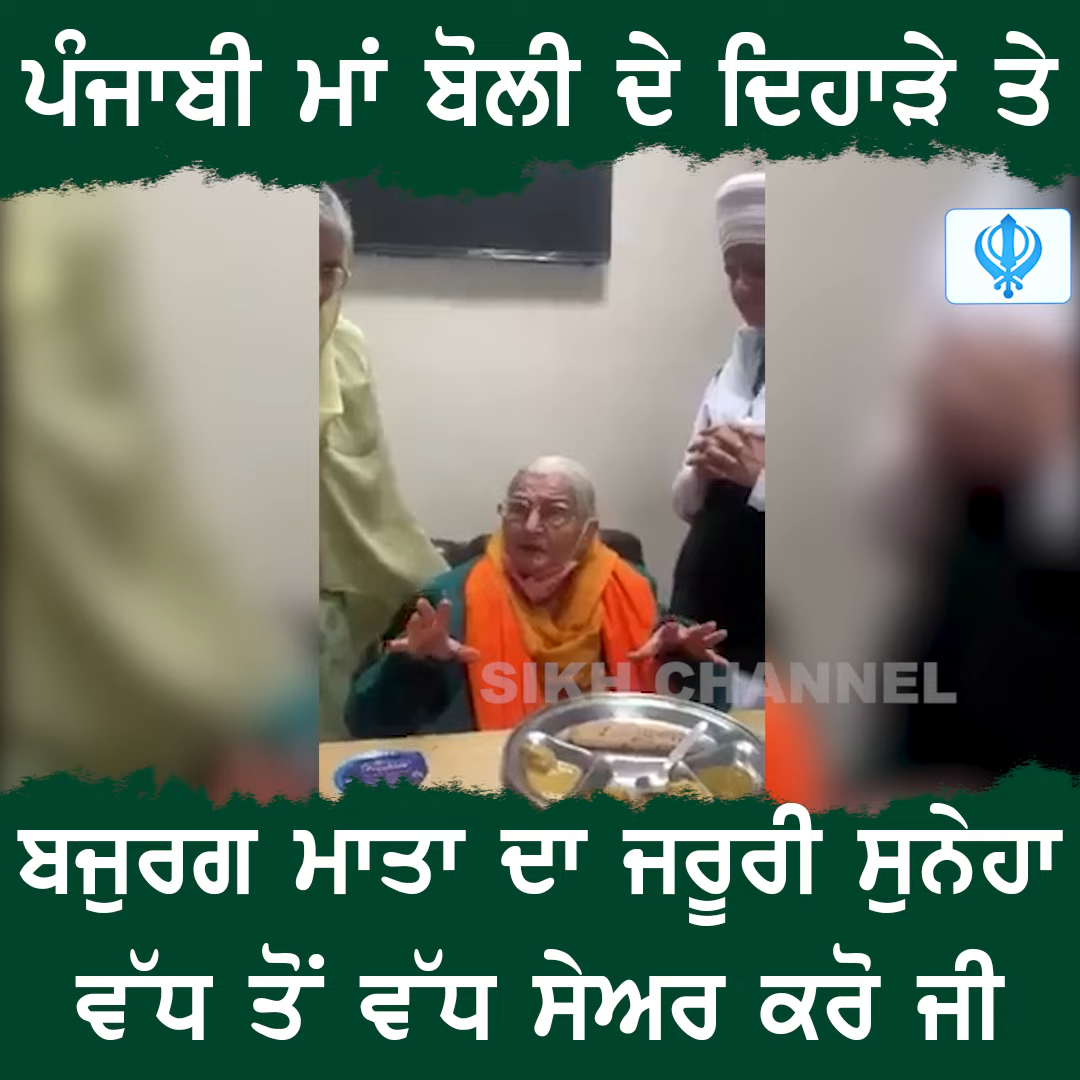 ਪੰਜਾਬੀ ਮਾਂ ਬੋਲੀ ਦੇ ਦਿਹਾੜੇ ਤੇ
SIKH CHANNEL
ਬਜੁਰਗ ਮਾਤਾ ਦਾ ਜਰੂਰੀ ਸੁਨੇਹਾ
ਵੱਧ ਤੋਂ ਵੱਧ ਸੇਅਰ ਕਰੋ ਜੀ